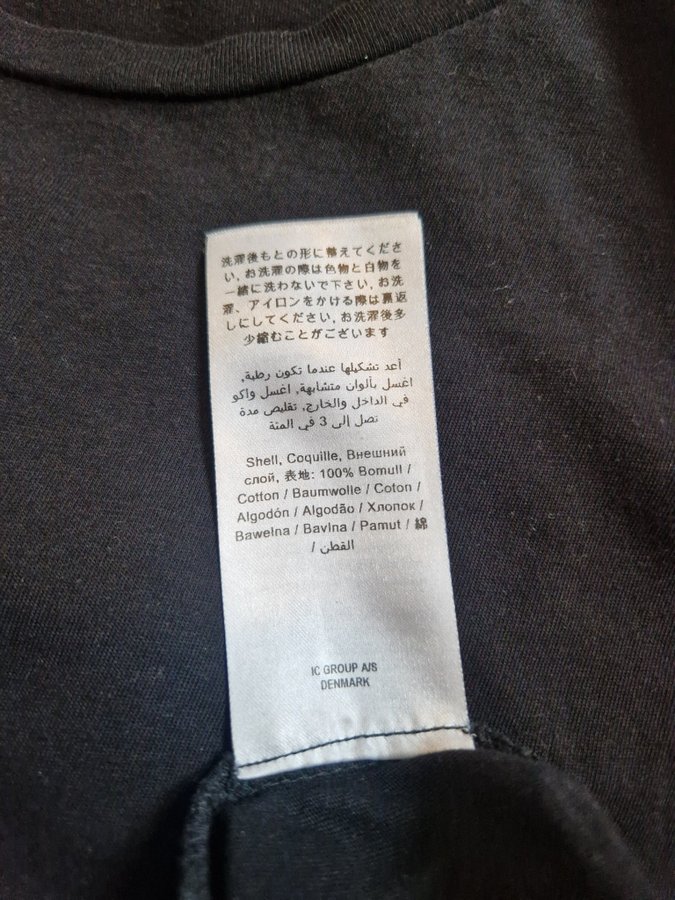 洗濯後もとの形に整えてくださ
い, お洗濯の際は色物と白物を
一緒に洗わないで下さい, お洗
濯、アイロンをかける際は裏返
しにしてください, お洗濯後多
少縮むことがございます
أعد تشكيلها عندما تكون رطبة,
اغسل بألوان متشابهة, اغسل واكو
في الداخل والخارج, تقليص مدة
تصل إلى 3 في المئة
Shell, Coquille, Внешний
слой, 表地: 100% Bomull /
Cotton / Baumwolle / Coton /
Algodón / Algodão / Хлопок /
Bawelna / Bavlna / Pamut / 綿
/ القطن
IC GROUP A/S
DENMARK